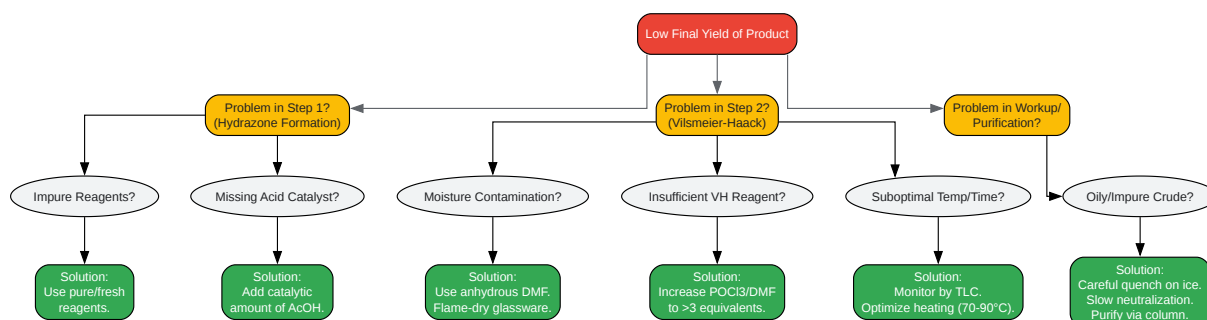 Low Final Yield of Product
Problem in Step 1?
(Hydrazone Formation)
Problem in Step 2?
(Vilsmeier-Haack)
Problem in Workup/
Purification?
Impure Reagents?
Missing Acid Catalyst?
Moisture Contamination?
Insufficient VH Reagent?
Suboptimal Temp/Time?
Oily/Impure Crude?
Solution:
Use pure/fresh
reagents.
Solution:
Add catalytic
amount of AcOH.
Solution:
Use anhydrous DMF.
Flame-dry glassware.
Solution:
Increase POCl3/DMF
to >3 equivalents.
Solution:
Monitor by TLC.
Optimize heating (70-90°C).
Solution:
Careful quench on ice.
Slow neutralization.
Purify via column.